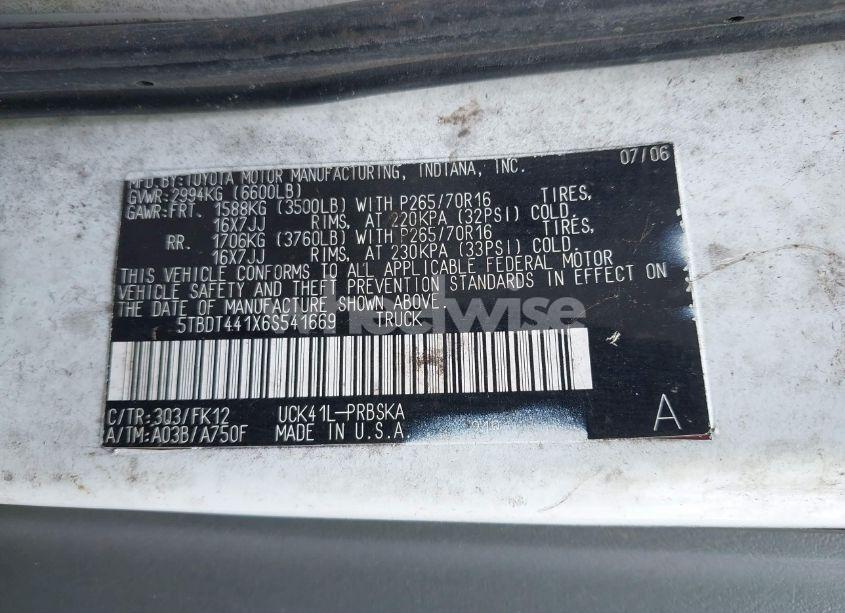 MFD.BY:TOYOTA MOTOR MANUFACTURING, INDIANA, INC. 07/06
GVWR:2994KG (6600LB)
GAWR:FRT. 1588KG (3500LB) WITH P265/70R16 TIRES,
16X7JJ RIMS, AT 220KPA (32PSI) COLD.
RR. 1706KG (3760LB) WITH P265/70R16 TIRES,
16X7JJ RIMS, AT 230KPA (33PSI) COLD.
THIS VEHICLE CONFORMS TO ALL APPLICABLE FEDERAL MOTOR
VEHICLE SAFETY AND THEFT PREVENTION STANDARDS IN EFFECT ON
THE DATE OF MANUFACTURE SHOWN ABOVE.
5TBDT441X6S541669 TRUCK
C/TR:3Q3/FK12 UCK41L-PRBSKA
A/TM:A03B/A750F MADE IN U.S.A.
A